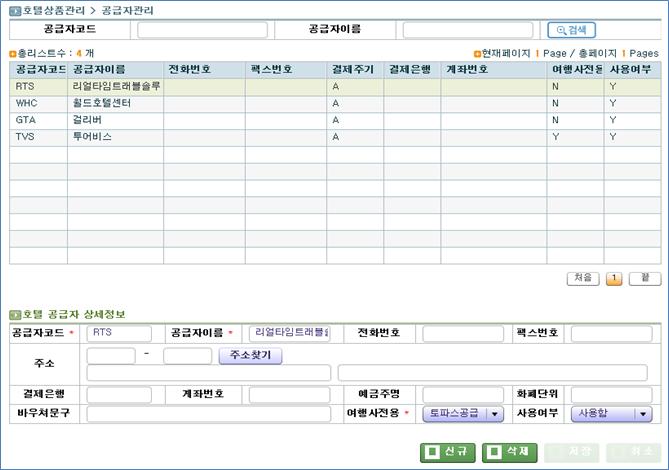 호텔상품관리 > 공급자관리
공급자코드 공급자이름 검색
총리스트수 : 4 개 현재페이지 1 Page / 총페이지 1 Pages
공급자코드 공급자이름 전화번호 팩스번호 결제주기 결제은행 계좌번호 여행사전용 사용여부
RTS 리얼타임트래블솔루 A N Y
WHC 월드호텔센터 A N Y
GTA 걸리버 A N Y
TVS 투어비스 A Y Y
처음 1 끝
호텔 공급자 상세정보
공급자코드 * RTS 공급자이름 * 리얼타임트래블솔 전화번호 팩스번호
주소 - 주소찾기
결제은행 계좌번호 예금주명 화폐단위
바우쳐문구 여행사전용 * 토파스공급 사용여부 사용함
신규 삭제 저장 취소